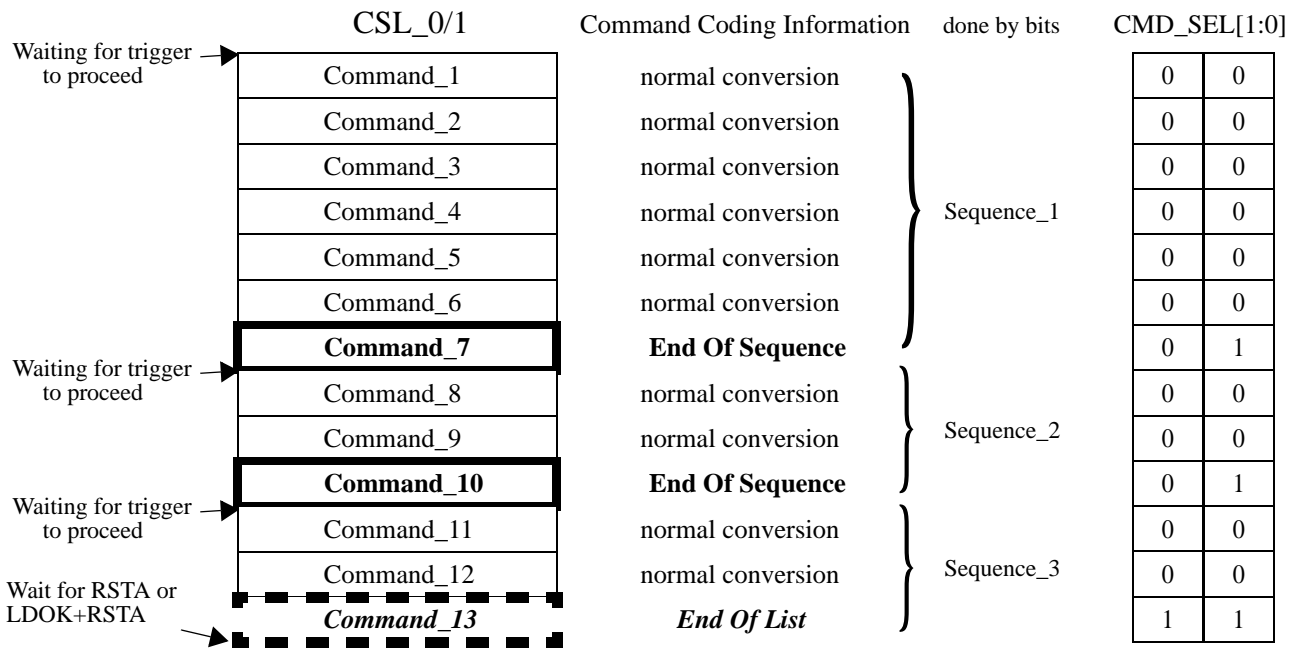 CSL_0/1 Command Coding Information done by bits CMD_SEL[1:0]
Waiting for trigger
to proceed
Command_1 normal conversion 0 0
Command_2 normal conversion 0 0
Command_3 normal conversion 0 0
Command_4 normal conversion Sequence_1 0 0
Command_5 normal conversion 0 0
Command_6 normal conversion 0 0
Command_7 End Of Sequence 0 1
Waiting for trigger
to proceed
Command_8 normal conversion 0 0
Command_9 normal conversion Sequence_2 0 0
Command_10 End Of Sequence 0 1
Waiting for trigger
to proceed
Command_11 normal conversion 0 0
Command_12 normal conversion Sequence_3 0 0
Wait for RSTA or
LDOK+RSTA
Command_13 End Of List 1 1